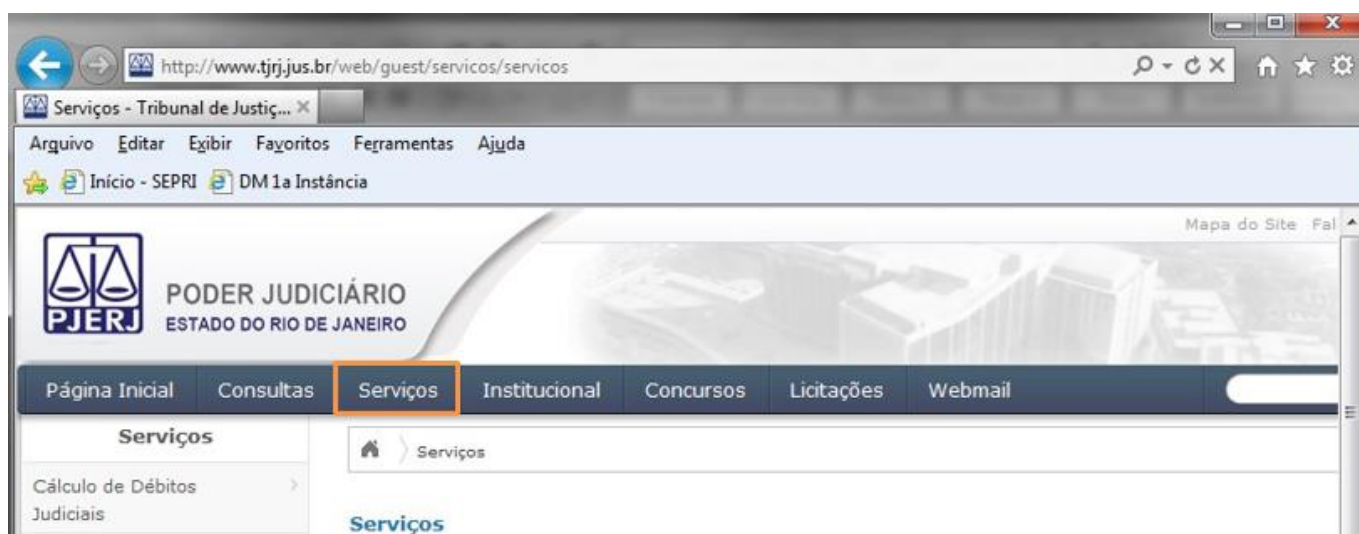 http://www.tjrj.jus.br/web/guest/servicos/servicos
Serviços - Tribunal de Justiç...
Arquivo Editar Exibir Favoritos Ferramentas Ajuda
Início - SEPRI DM 1a Instância
Mapa do Site Fal
PJERJ
PODER JUDICIÁRIO
ESTADO DO RIO DE JANEIRO
Página Inicial Consultas Serviços Institucional Concursos Licitações Webmail
Serviços
Serviços
Cálculo de Débitos
Judiciais
Serviços